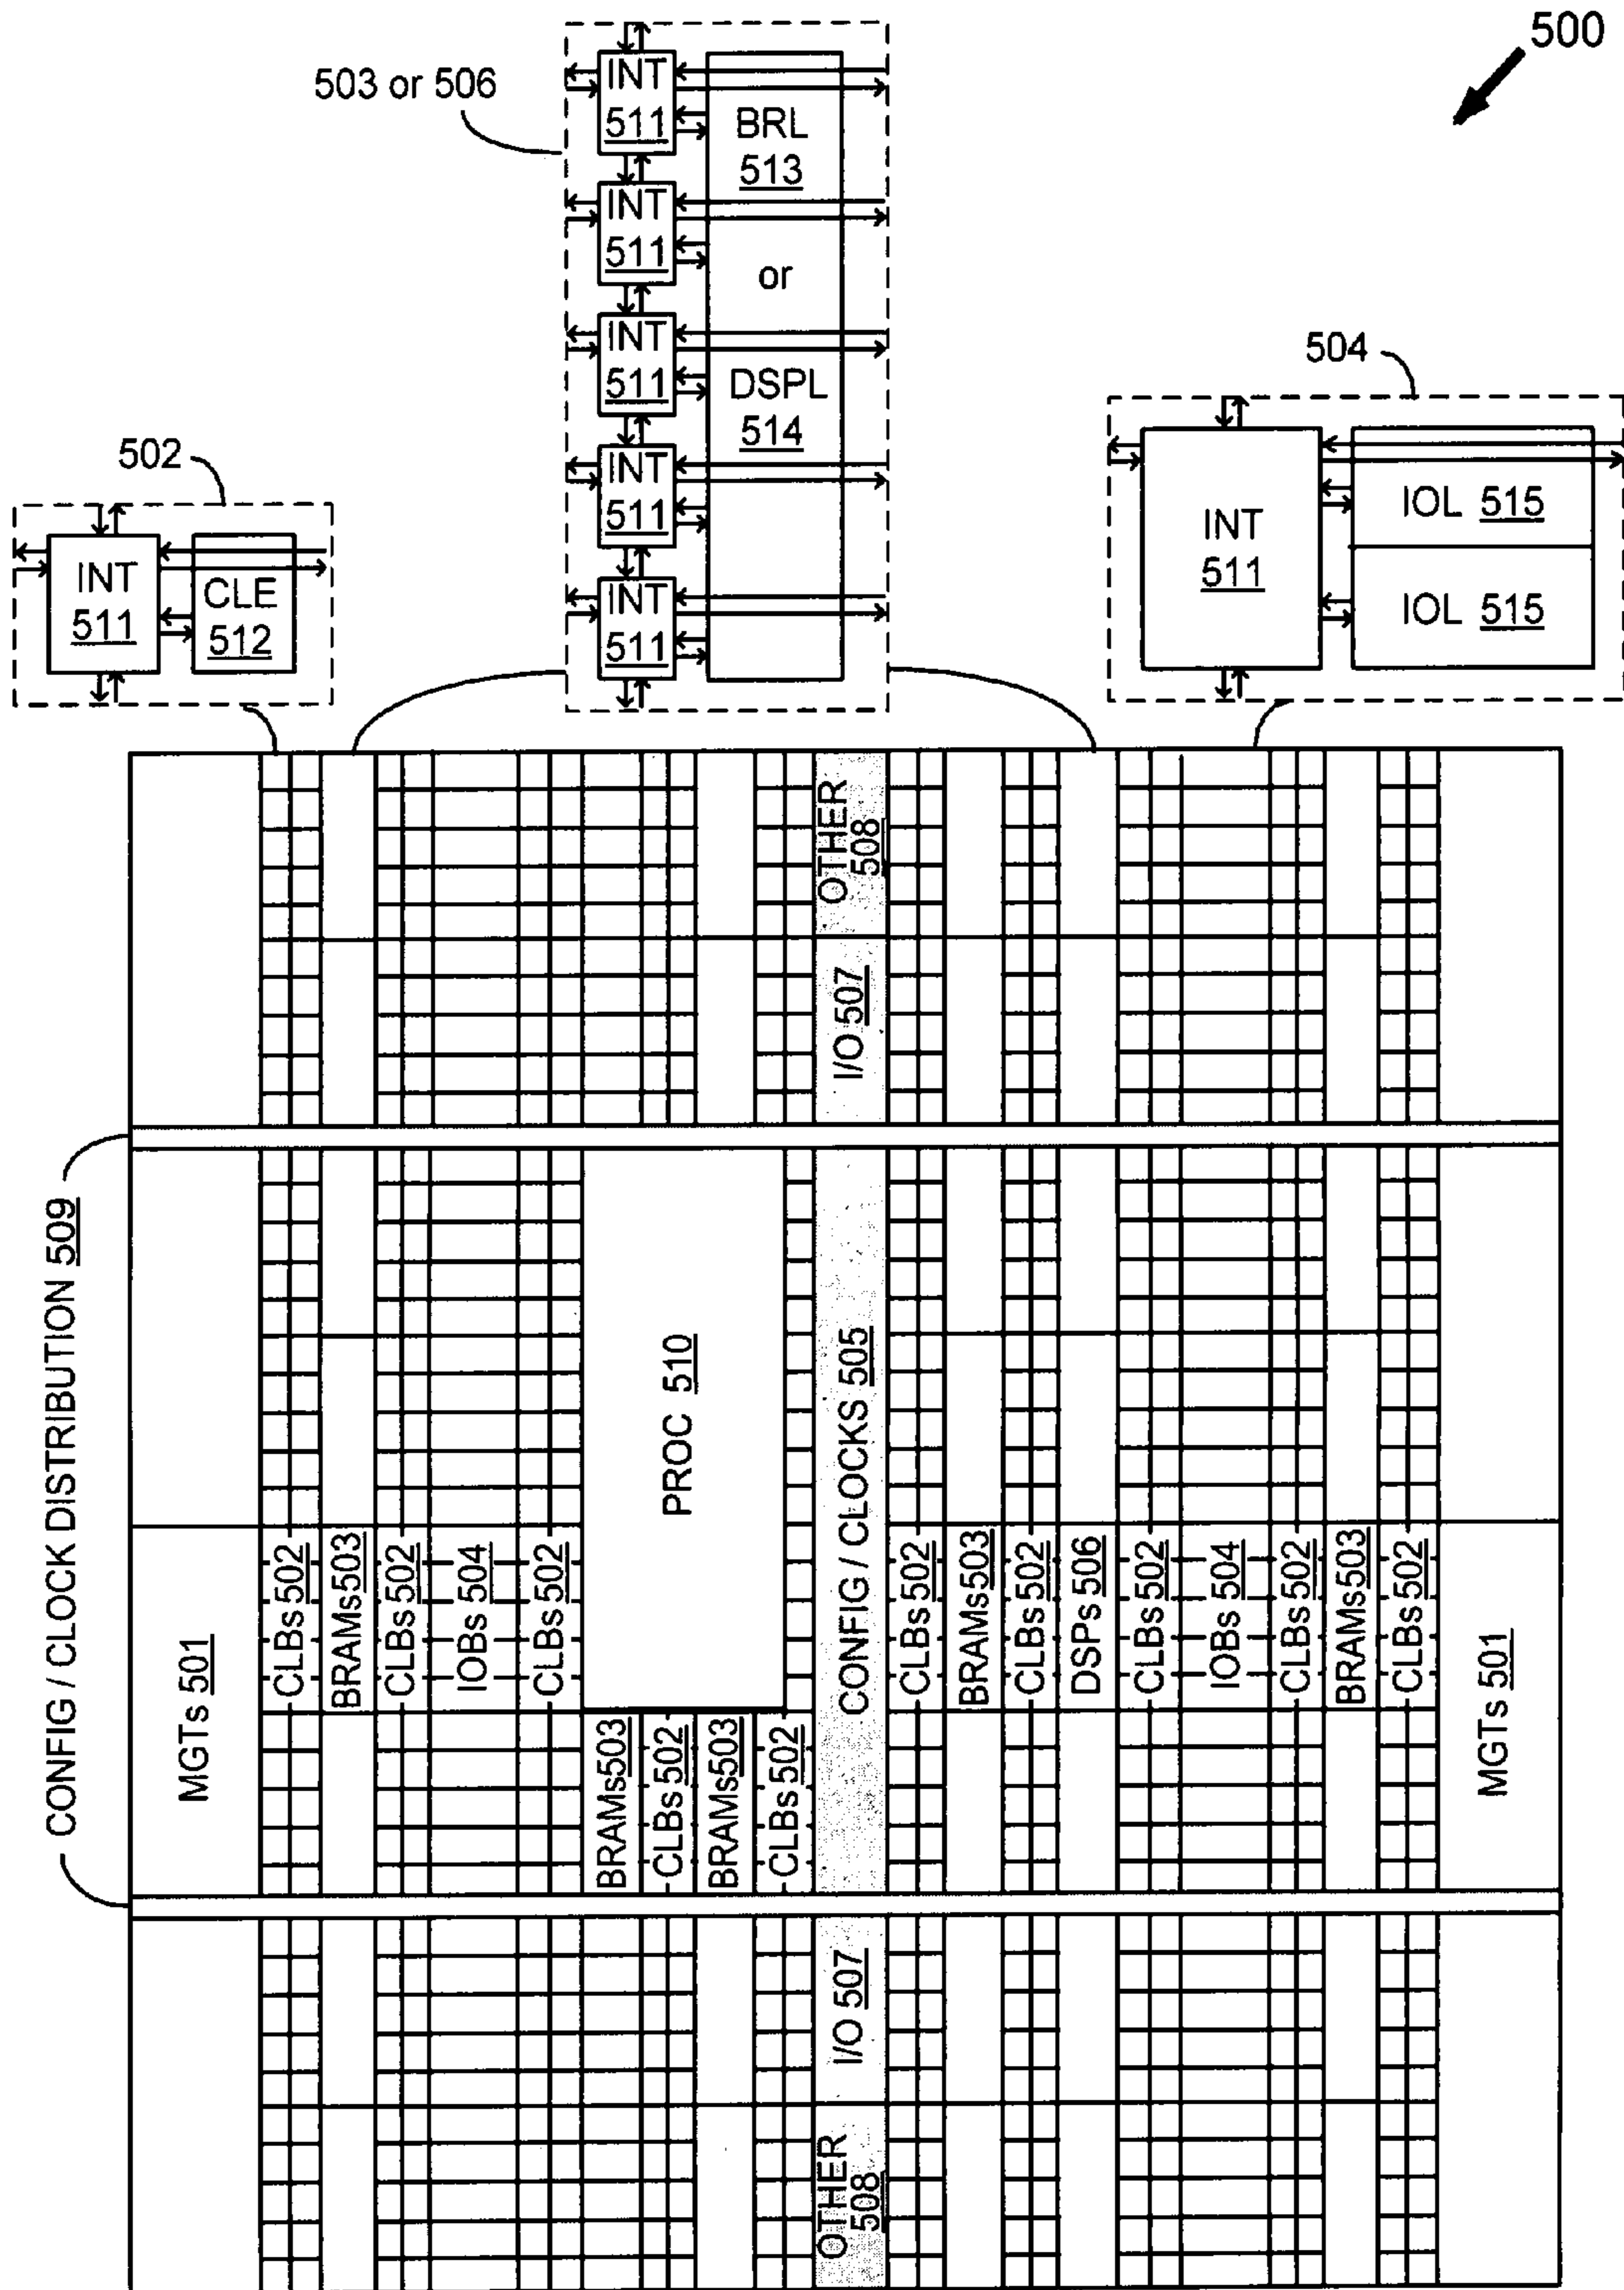 500
503 or 506
INT
511
INT
511
INT
511
INT
511
INT
511
BRL
513
or
DSPL
514
504
INT
511
IOL 515
IOL 515
502
INT
511
CLE
512
CONFIG / CLOCK DISTRIBUTION 509
MGTs 501
CLBs 502
BRAMs 503
CLBs 502
IOBs 504
CLBs 502
PROC 510
BRAMs 503
CLBs 502
BRAMs 503
CLBs 502
OTHER
508
I/O 507
CONFIG / CLOCKS 505
I/O 507
OTHER
508
CLBs 502
BRAMs 503
CLBs 502
DSPs 506
CLBs 502
IOBs 504
CLBs 502
BRAMs 503
CLBs 502
MGTs 501